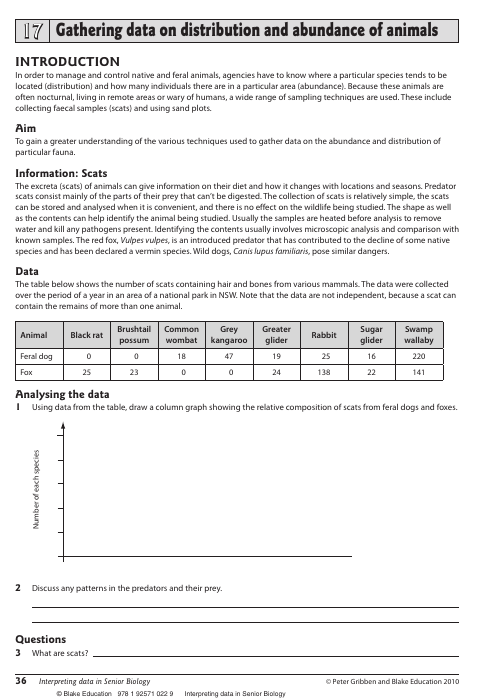 17 Gathering data on distribution and abundance of animals
INTRODUCTION
In order to manage and control native and feral animals, agencies have to know where a particular species tends to be
located (distribution) and how many individuals there are in a particular area (abundance). Because these animals are
often nocturnal, living in remote areas or wary of humans, a wide range of sampling techniques are used. These include
collecting faecal samples (scats) and using sand plots.
Aim
To gain a greater understanding of the various techniques used to gather data on the abundance and distribution of
particular fauna.
Information: Scats
The excreta (scats) of animals can give information on their diet and how it changes with locations and seasons. Predator
scats consist mainly of the parts of their prey that can't be digested. The collection of scats is relatively simple, the scats
can be stored and analysed when it is convenient, and there is no effect on the wildlife being studied. The shape as well
as the contents can help identify the animal being studied. Usually the samples are heated before analysis to remove
water and kill any pathogens present. Identifying the contents usually involves microscopic analysis and comparison with
known samples. The red fox, Vulpes vulpes, is an introduced predator that has contributed to the decline of some native
species and has been declared a vermin species. Wild dogs, Canis lupus familiaris, pose similar dangers.
Data
The table below shows the number of scats containing hair and bones from various mammals. The data were collected
over the period of a year in an area of a national park in NSW. Note that the data are not independent, because a scat can
contain the remains of more than one animal.
Animal Black rat Brushtail possum Common wombat Grey kangaroo Greater glider Rabbit Sugar glider Swamp wallaby
Feral dog 0 0 18 47 19 25 16 220
Fox 25 23 0 0 24 138 22 141
Analysing the data
1 Using data from the table, draw a column graph showing the relative composition of scats from feral dogs and foxes.
Number of each species
2 Discuss any patterns in the predators and their prey.
Questions
3 What are scats?
36 Interpreting data in Senior Biology © Peter Gribben and Blake Education 2010
© Blake Education 978 1 92571 022 9 Interpreting data in Senior Biology